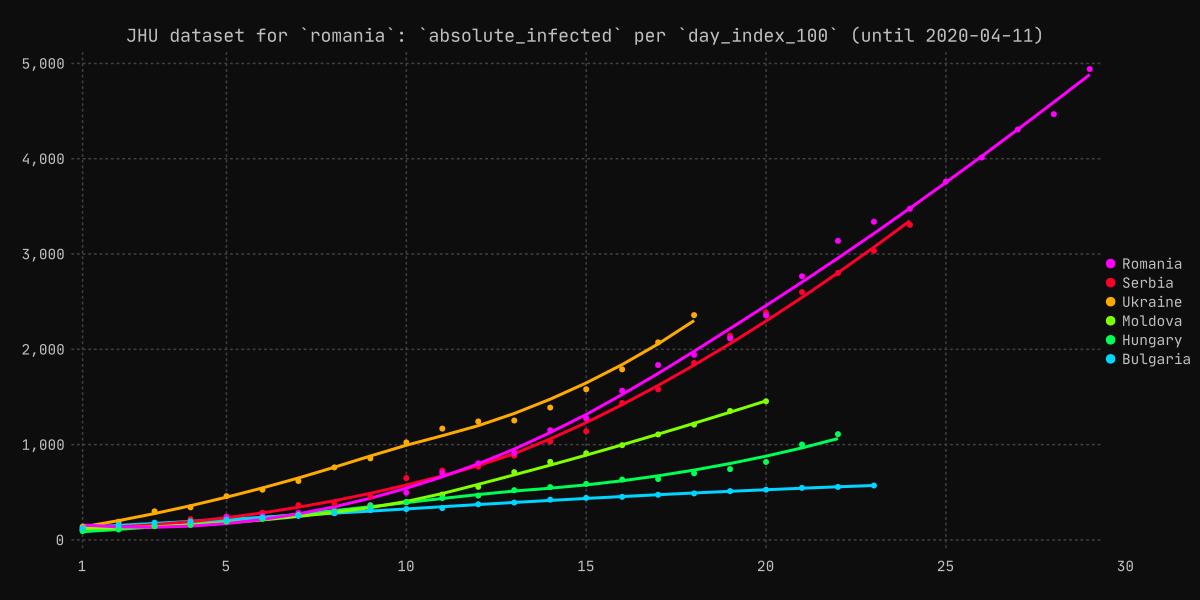 JHU dataset for `romania`: `absolute_infected` per `day_index_100` (until 2020-04-11)
5,000
4,000
3,000
2,000
1,000
0
1 5 10 15 20 25 30
Romania
Serbia
Ukraine
Moldova
Hungary
Bulgaria